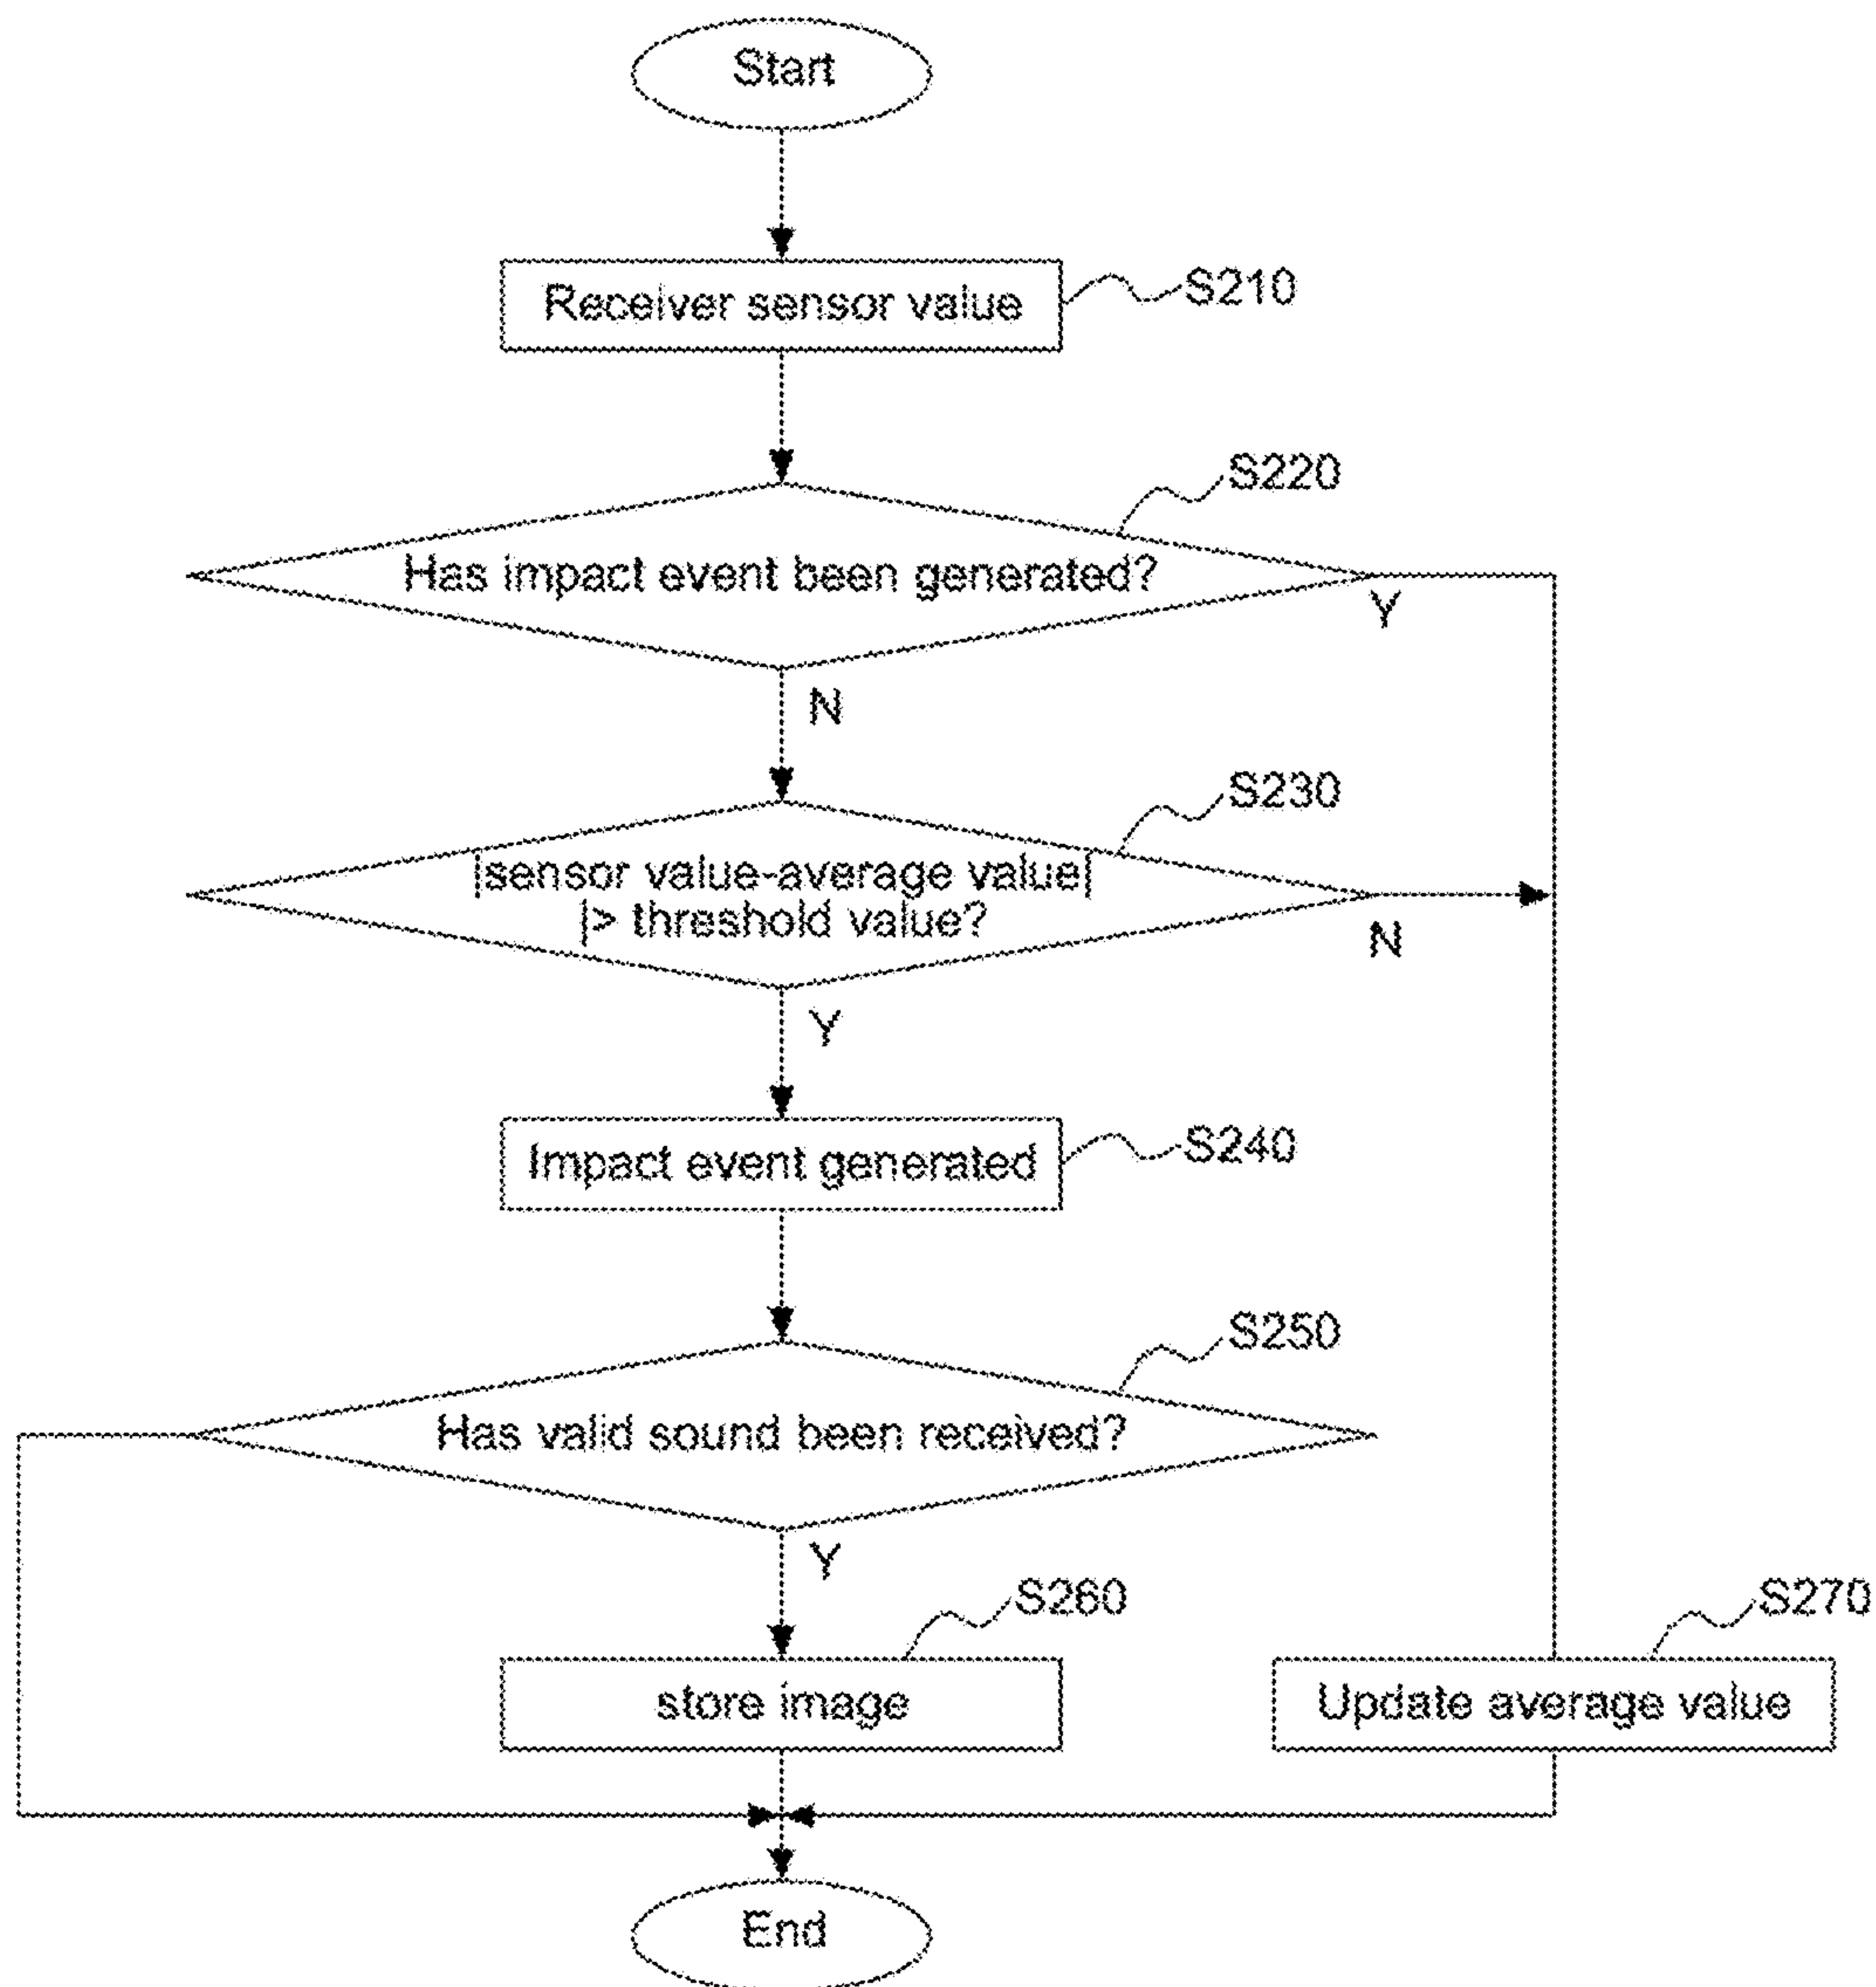 Start
Receiver sensor value
S210
S220
Has impact event been generated?
Y
N
S230
|sensor value-average value|
|> threshold value?
N
Y
Impact event generated
S240
S250
Has valid sound been received?
Y
S260
S270
store image
Update average value
End